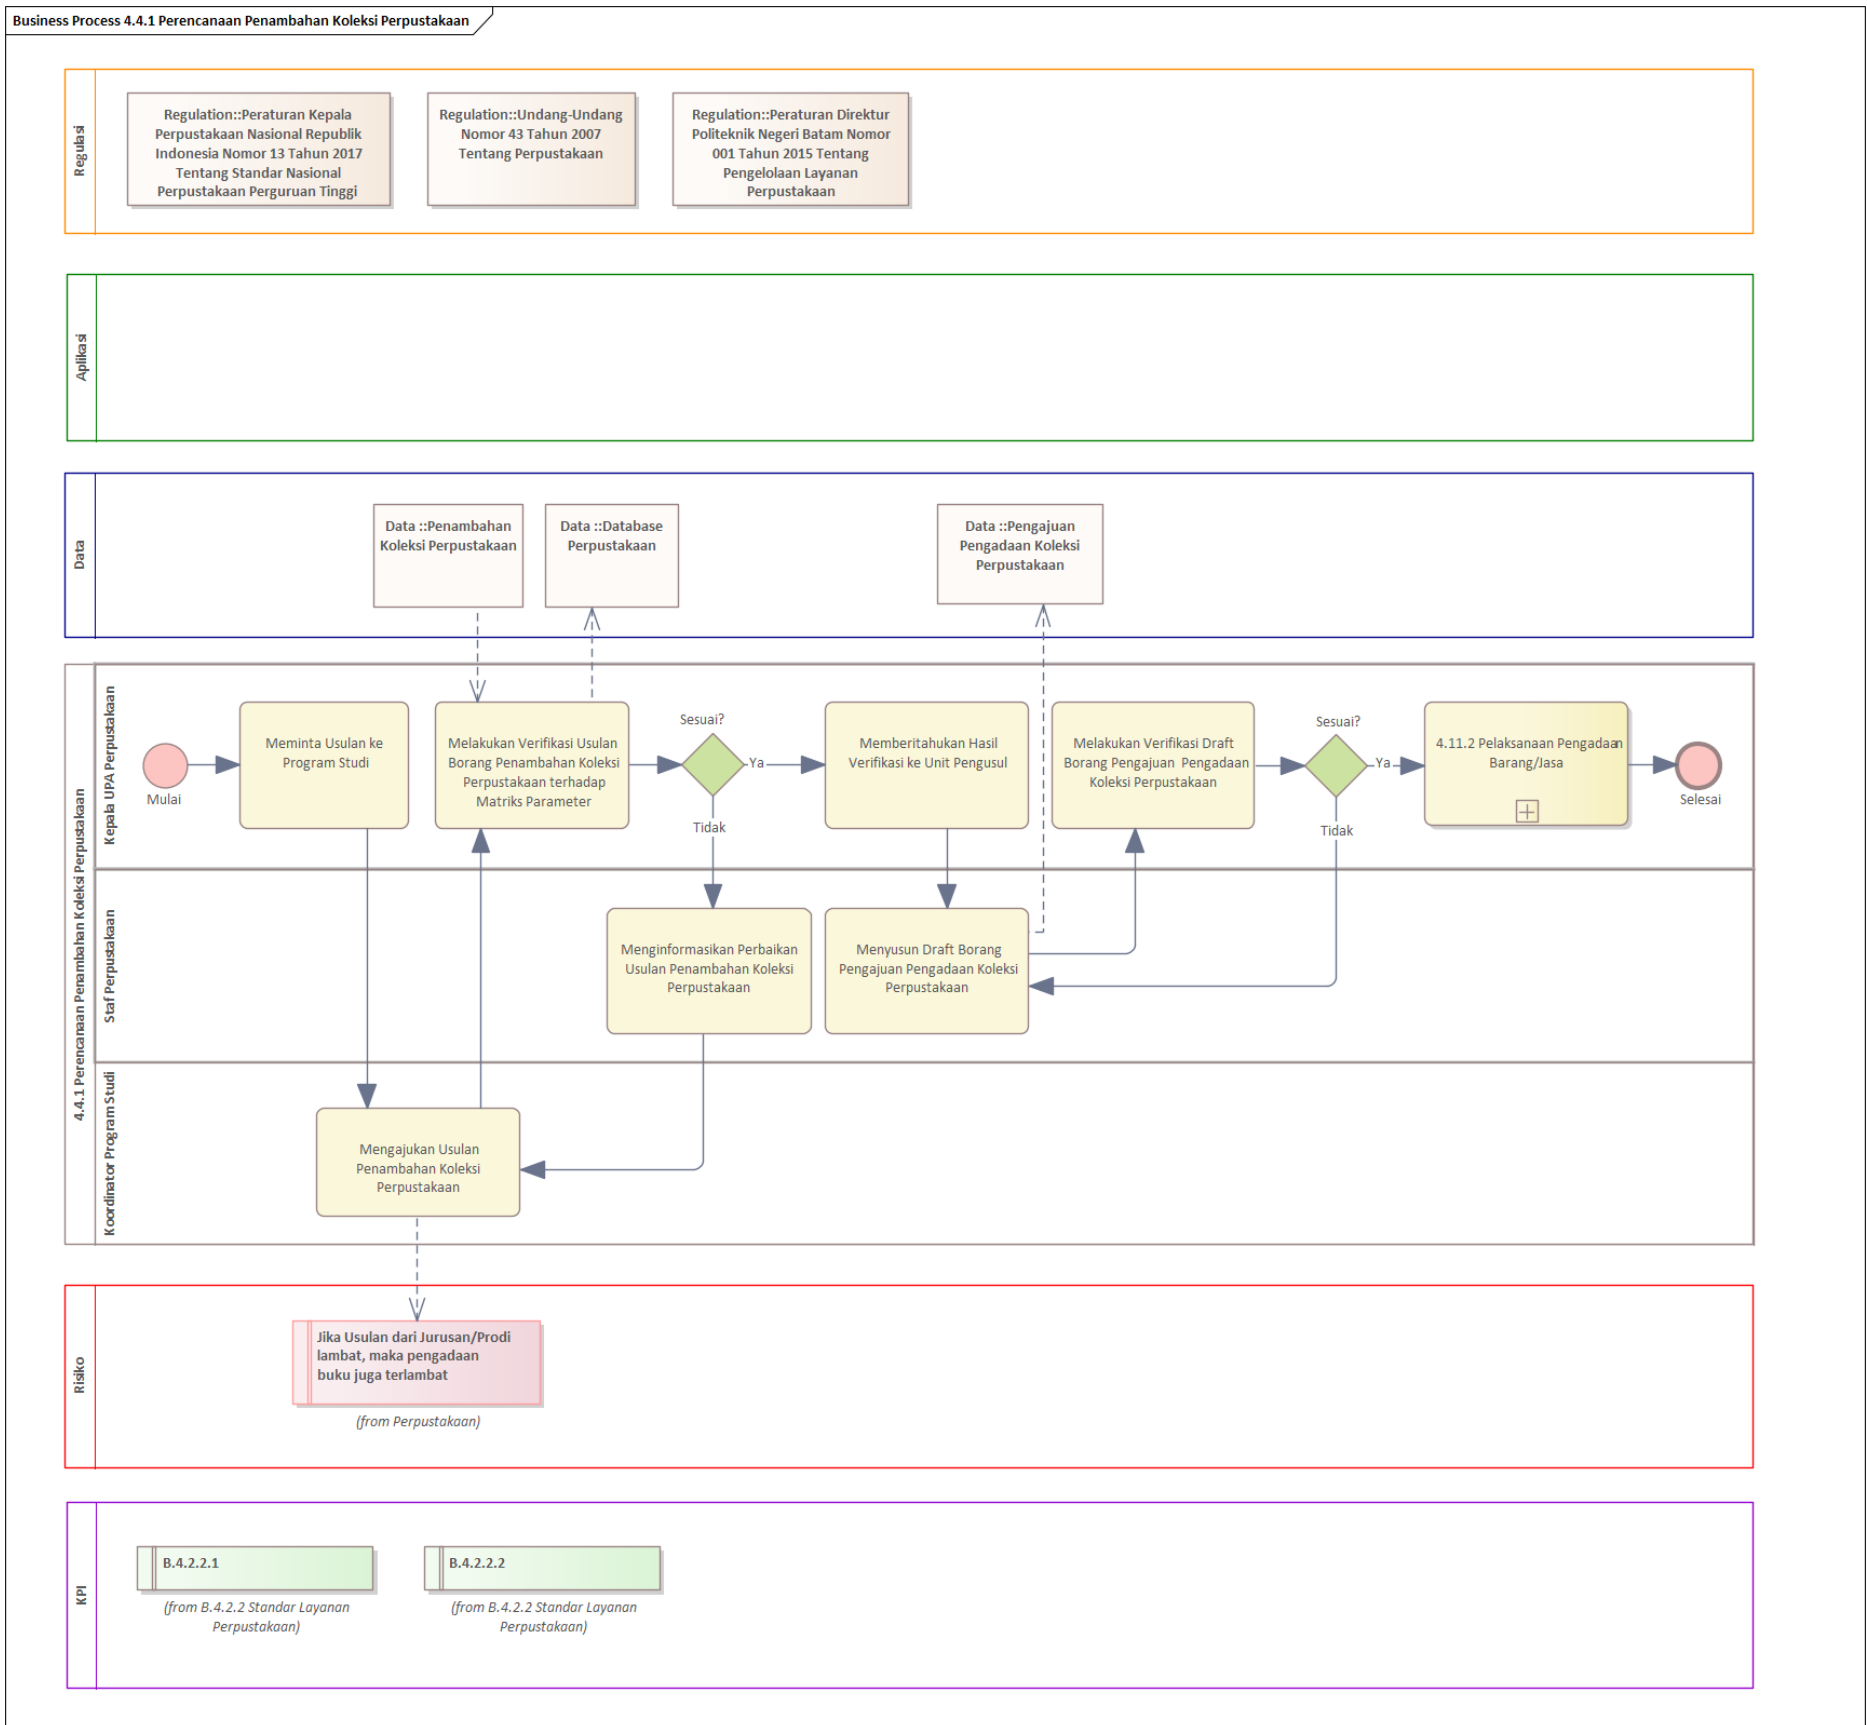 Business Process 4.4.1 Perencanaan Penambahan Koleksi Perpustakaan
Regulasi
Regulation::Peraturan Kepala
Perpustakaan Nasional Republik
Indonesia Nomor 13 Tahun 2017
Tentang Standar Nasional
Perpustakaan Perguruan Tinggi
Regulation::Undang-Undang
Nomor 43 Tahun 2007
Tentang Perpustakaan
Regulation::Peraturan Direktur
Politeknik Negeri Batam Nomor
001 Tahun 2015 Tentang
Pengelolaan Layanan
Perpustakaan
Aplikasi
Data
Data ::Penambahan
Koleksi Perpustakaan
Data ::Database
Perpustakaan
Data ::Pengajuan
Pengadaan Koleksi
Perpustakaan
4.4.1 Perencanaan Penambahan Koleksi Perpustakaan
Kepala UPA Perpustakaan
Mulai
Meminta Usulan ke
Program Studi
Melakukan Verifikasi Usulan
Borang Penambahan Koleksi
Perpustakaan terhadap
Matriks Parameter
Sesuai?
Ya
Tidak
Memberitahukan Hasil
Verifikasi ke Unit Pengusul
Melakukan Verifikasi Draft
Borang Pengajuan  Pengadaan
Koleksi Perpustakaan
Sesuai?
Ya
Tidak
4.11.2 Pelaksanaan Pengadaan
Barang/Jasa
Selesai
Staf Perpustakaan
Menginformasikan Perbaikan
Usulan Penambahan Koleksi
Perpustakaan
Menyusun Draft Borang
Pengajuan Pengadaan Koleksi
Perpustakaan
Koordinator Program Studi
Mengajukan Usulan
Penambahan Koleksi
Perpustakaan
Risiko
Jika Usulan dari Jurusan/Prodi
lambat, maka pengadaan
buku juga terlambat
(from Perpustakaan)
KPI
B.4.2.2.1
(from B.4.2.2 Standar Layanan
Perpustakaan)
B.4.2.2.2
(from B.4.2.2 Standar Layanan
Perpustakaan)